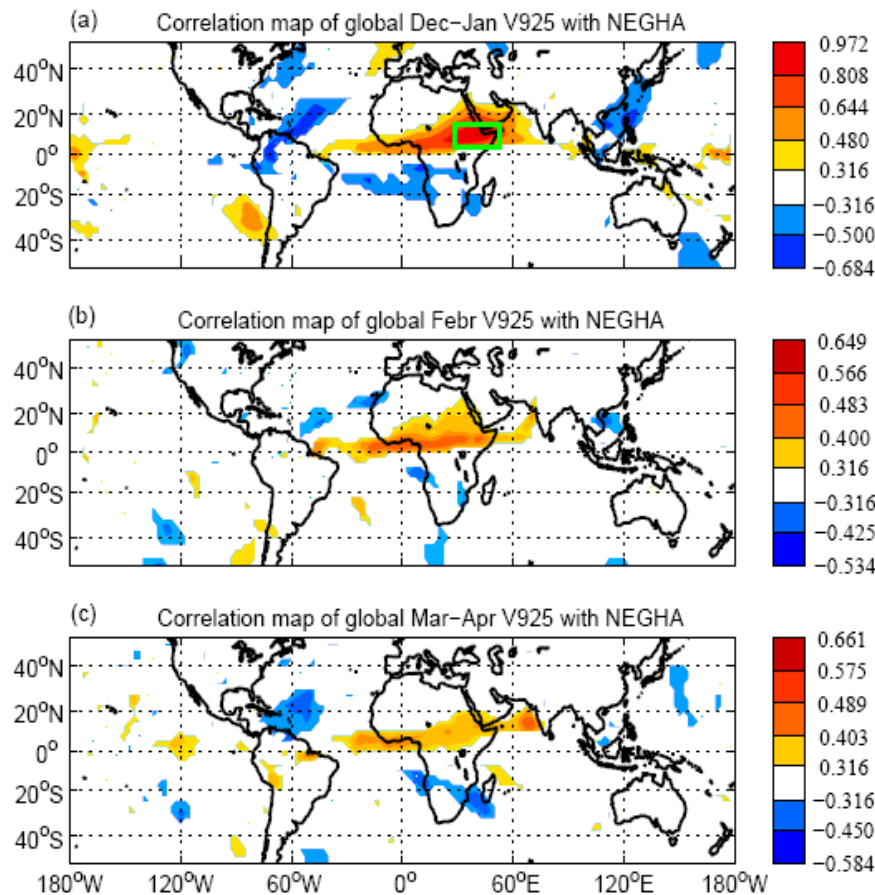 (a) Correlation map of global Dec–Jan V925 with NEGHA
40°N
20°N
0°
20°S
40°S
0.972
0.808
0.644
0.480
0.316
−0.316
−0.500
−0.684
(b) Correlation map of global Febr V925 with NEGHA
40°N
20°N
0°
20°S
40°S
0.649
0.566
0.483
0.400
0.316
−0.316
−0.425
−0.534
(c) Correlation map of global Mar–Apr V925 with NEGHA
40°N
20°N
0°
20°S
40°S
0.661
0.575
0.489
0.403
0.316
−0.316
−0.450
−0.584
180°W 120°W 60°W 0° 60°E 120°E 180°W